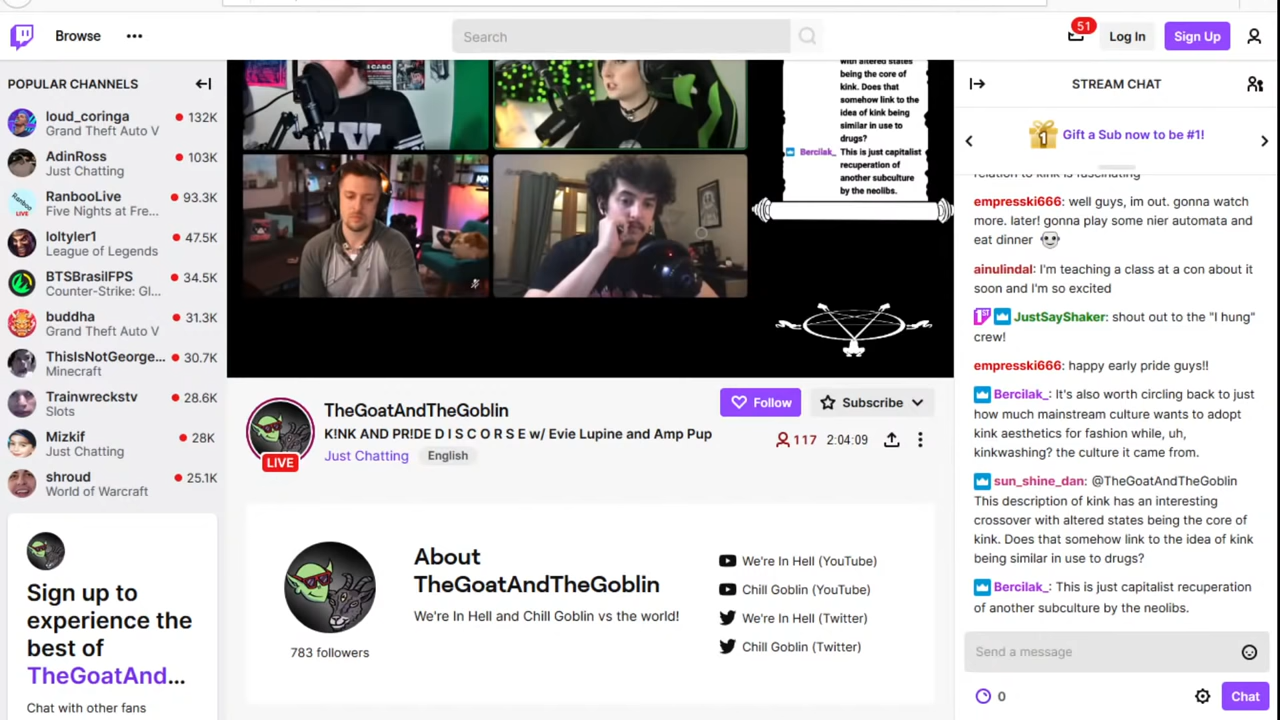 Browse
Search
51
Log In
Sign Up
POPULAR CHANNELS
loud_coringa
132K
Grand Theft Auto V
AdinRoss
103K
Just Chatting
RanbooLive
93.3K
Five Nights at Fre...
loltyler1
47.5K
League of Legends
BTSBrasilFPS
34.5K
Counter-Strike: Gl...
buddha
31.3K
Grand Theft Auto V
ThisIsNotGeorge...
30.7K
Minecraft
Trainwreckstv
28.6K
Slots
Mizkif
28K
Just Chatting
shroud
25.1K
World of Warcraft
Sign up to
experience the
best of
TheGoatAnd...
Chat with other fans
with altered states
being the core of
kink. Does that
somehow link to the
idea of kink being
similar in use to
drugs?
Bercilak_ This is just capitalist
recuperation of
another subculture
by the neolibs.
LIVE
TheGoatAndTheGoblin
K!NK AND PR!DE D I S C O R S E w/ Evie Lupine and Amp Pup
Just Chatting
English
Follow
Subscribe
117
2:04:09
783 followers
About
TheGoatAndTheGoblin
We're In Hell and Chill Goblin vs the world!
We're In Hell (YouTube)
Chill Goblin (YouTube)
We're In Hell (Twitter)
Chill Goblin (Twitter)
STREAM CHAT
1
Gift a Sub now to be #1!
relation to kink is fascinating
empresski666: well guys, im out. gonna watch
more. later! gonna play some nier automata and
eat dinner
ainulindal: I'm teaching a class at a con about it
soon and I'm so excited
JustSayShaker: shout out to the "I hung"
crew!
empresski666: happy early pride guys!!
Bercilak_: It's also worth circling back to just
how much mainstream culture wants to adopt
kink aesthetics for fashion while, uh,
kinkwashing? the culture it came from.
sun_shine_dan: @TheGoatAndTheGoblin
This description of kink has an interesting
crossover with altered states being the core of
kink. Does that somehow link to the idea of kink
being similar in use to drugs?
Bercilak_: This is just capitalist recuperation
of another subculture by the neolibs.
Send a message
0
Chat